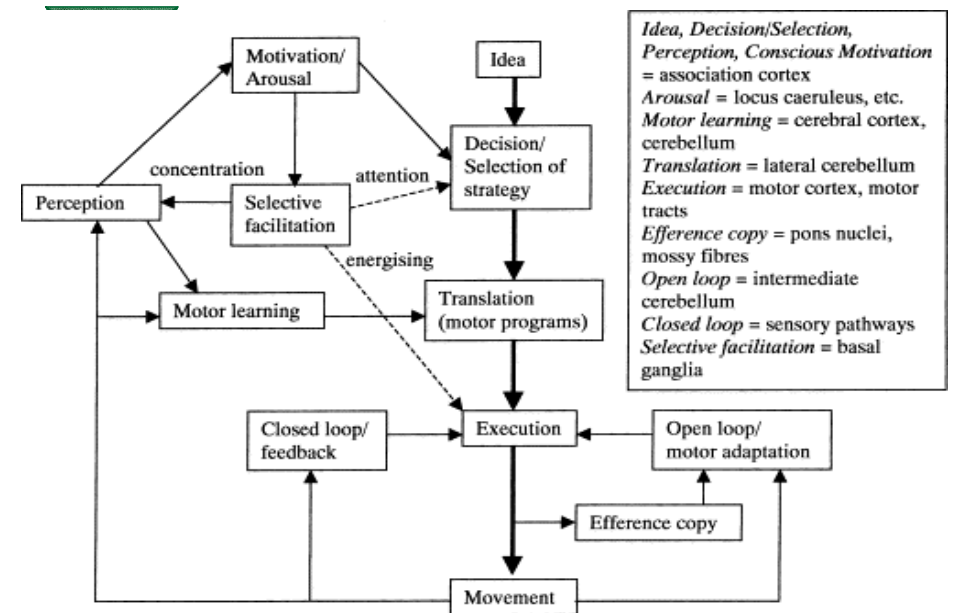 Motivation/
Arousal
Idea
Decision/
Selection of
strategy
concentration
attention
Perception
Selective
facilitation
energising
Motor learning
Translation
(motor programs)
Closed loop/
feedback
Execution
Open loop/
motor adaptation
Efference copy
Movement
Idea, Decision/Selection,
Perception, Conscious Motivation
= association cortex
Arousal = locus caeruleus, etc.
Motor learning = cerebral cortex,
cerebellum
Translation = lateral cerebellum
Execution = motor cortex, motor
tracts
Efference copy = pons nuclei,
mossy fibres
Open loop = intermediate
cerebellum
Closed loop = sensory pathways
Selective facilitation = basal
ganglia